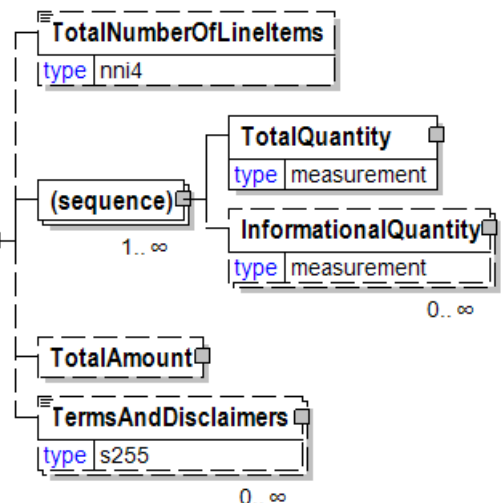 TotalNumberOfLineItems
type nni4
TotalQuantity
type measurement
(sequence)
1.. ∞
InformationalQuantity
type measurement
0.. ∞
TotalAmount
TermsAndDisclaimers
type s255
0.. ∞